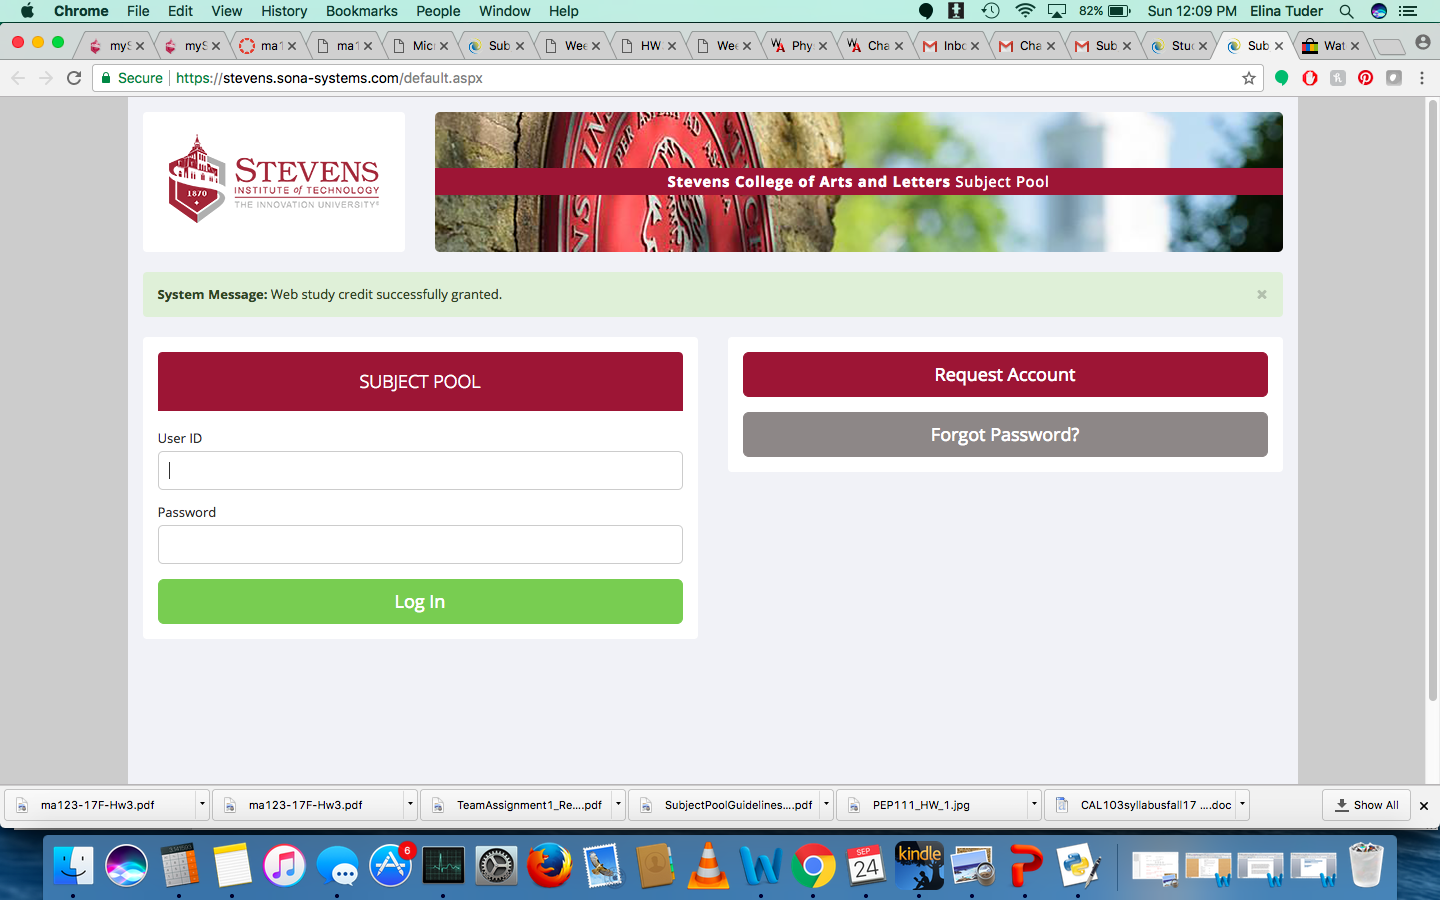 Chrome File Edit View History Bookmarks People Window Help 82% Sun 12:09 PM Elina Tuder
myS myS ma1 ma1 Micr Sub Wee HW Wee Phy Cha Inbo Cha Sub Stud Sub Wat
Secure https://stevens.sona-systems.com/default.aspx
STEVENS
INSTITUTE of TECHNOLOGY
THE INNOVATION UNIVERSITY®
1870
Stevens College of Arts and Letters Subject Pool
System Message: Web study credit successfully granted.
SUBJECT POOL
User ID
Password
Log In
Request Account
Forgot Password?
ma123-17F-Hw3.pdf ma123-17F-Hw3.pdf TeamAssignment1_Re....pdf SubjectPoolGuidelines....pdf PEP111_HW_1.jpg CAL103syllabusfall17 ....doc Show All
6
SEP
24
kindle